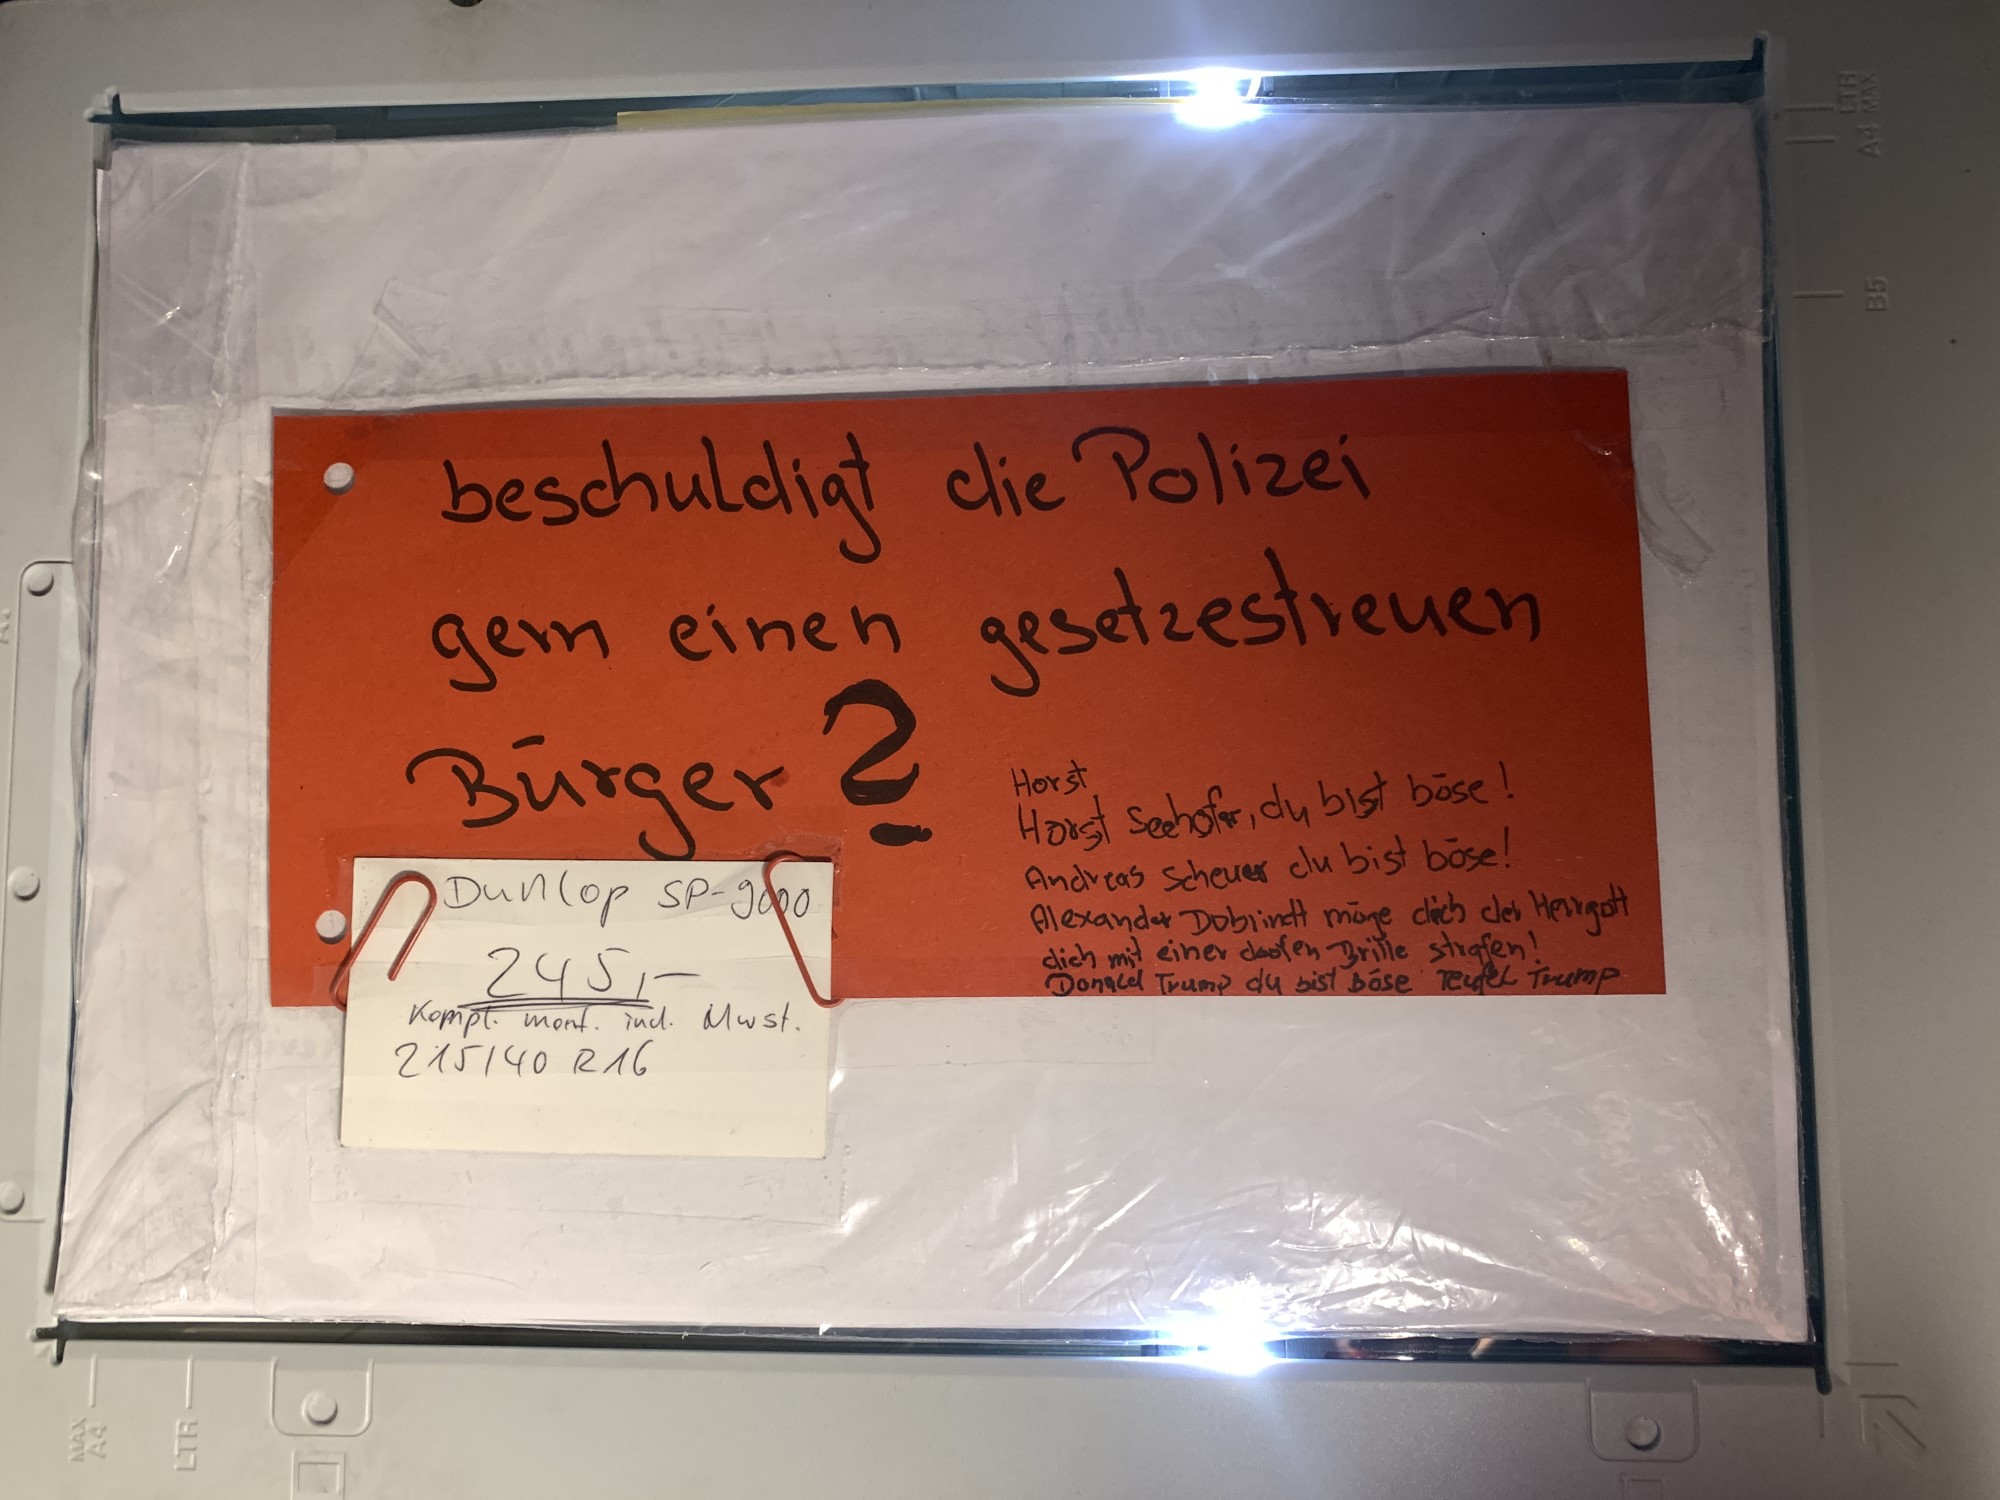 beschuldigt die Polizei
gern einen gesetzestreuen
Bürger?
Horst
Horst Seehofer, du bist böse!
Andreas Scheuer du bist böse!
Alexander Dobrindt möge dich der Herrgott
dich mit einer doofen Brille strafen!
Donald Trump du bist böse Teufel Trump
Dunlop SP-9000
245,-
Kompl. mont. incl. Mwst.
215/40 R16
LTR
A4 MAX
B5
MAX
A4
LTR